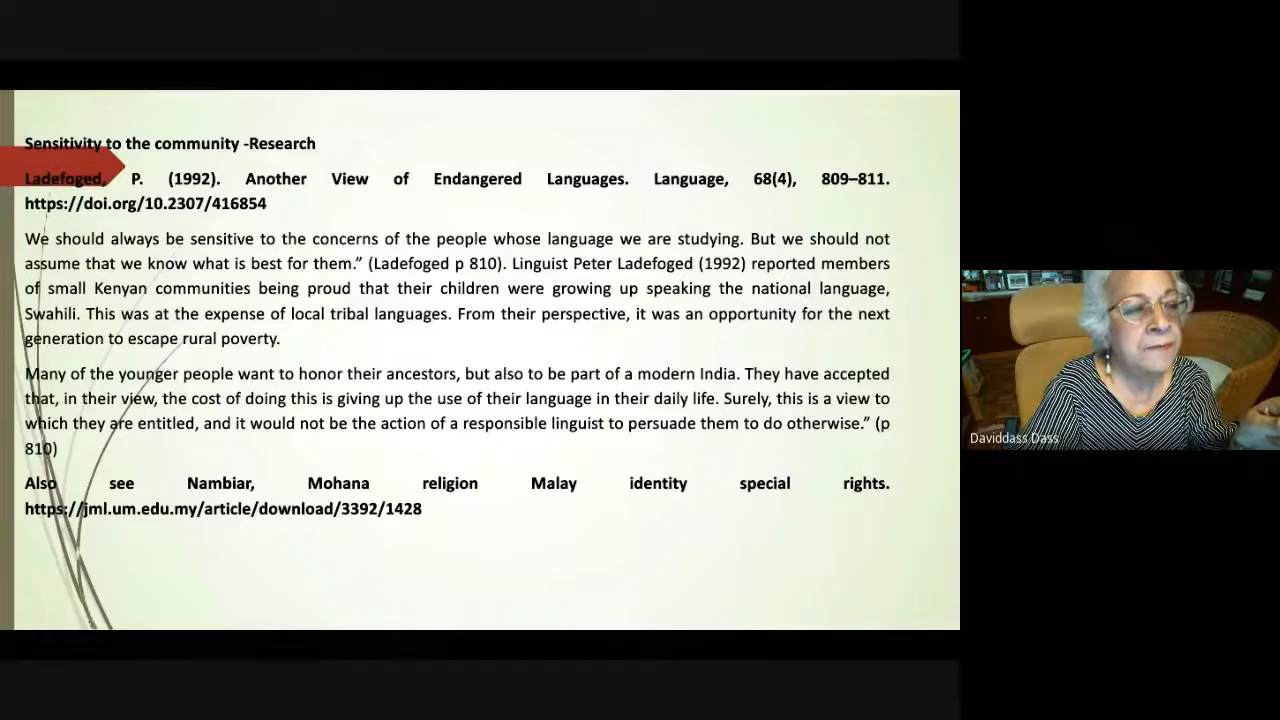 Sensitivity to the community -Research
Ladefoged, P. (1992). Another View of Endangered Languages. Language, 68(4), 809–811.
https://doi.org/10.2307/416854
We should always be sensitive to the concerns of the people whose language we are studying. But we should not
assume that we know what is best for them.” (Ladefoged p 810). Linguist Peter Ladefoged (1992) reported members
of small Kenyan communities being proud that their children were growing up speaking the national language,
Swahili. This was at the expense of local tribal languages. From their perspective, it was an opportunity for the next
generation to escape rural poverty.
Many of the younger people want to honor their ancestors, but also to be part of a modern India. They have accepted
that, in their view, the cost of doing this is giving up the use of their language in their daily life. Surely, this is a view to
which they are entitled, and it would not be the action of a responsible linguist to persuade them to do otherwise.” (p
810)
Also see Nambiar, Mohana religion Malay identity special rights.
https://jml.um.edu.my/article/download/3392/1428
Daviddass Dass